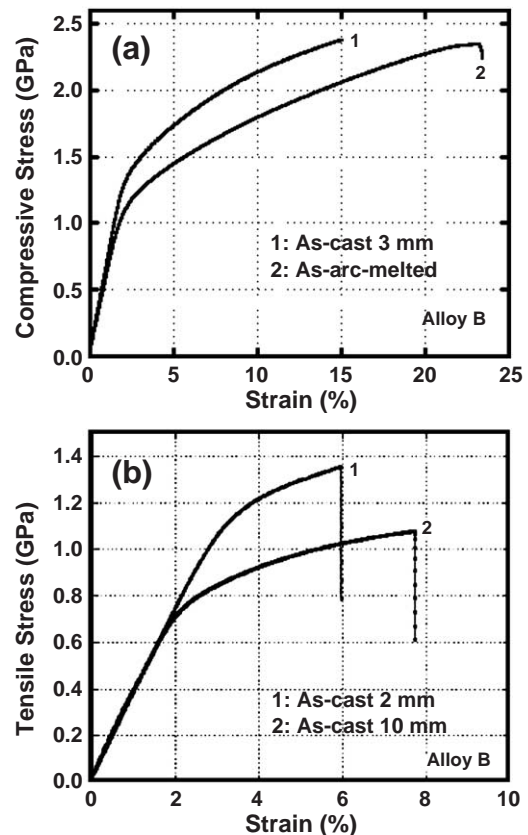 (a)
Compressive Stress (GPa)
2.5
2.0
1.5
1.0
0.5
0.0
1
2
1: As-cast 3 mm
2: As-arc-melted
Alloy B
0 5 10 15 20 25
Strain (%)
(b)
Tensile Stress (GPa)
1.4
1.2
1.0
0.8
0.6
0.4
0.2
0.0
1
2
1: As-cast 2 mm
2: As-cast 10 mm
Alloy B
0 2 4 6 8 10
Strain (%)